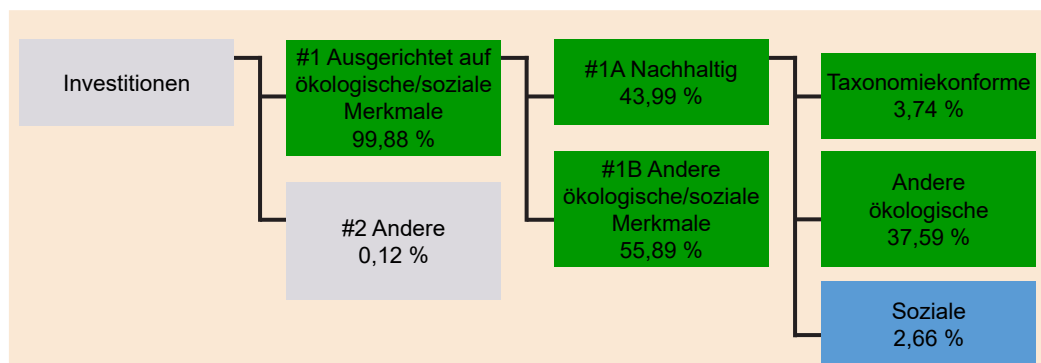 Investitionen
#1 Ausgerichtet auf
ökologische/soziale
Merkmale
99,88 %
#2 Andere
0,12 %
#1A Nachhaltig
43,99 %
#1B Andere
ökologische/soziale
Merkmale
55,89 %
Taxonomiekonforme
3,74 %
Andere
ökologische
37,59 %
Soziale
2,66 %